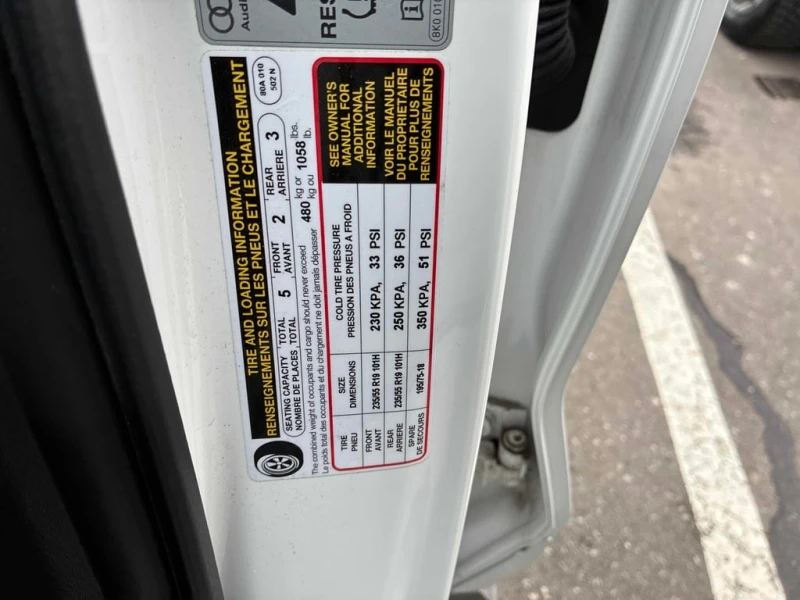 Audi
RES
8K0 010
TIRE AND LOADING INFORMATION
RENSEIGNEMENTS SUR LES PNEUS ET LE CHARGEMENT
80A 010
502 N
SEATING CAPACITY TOTAL 5 FRONT 2 REAR 3
NOMBRE DE PLACES TOTAL AVANT ARRIERE
The combined weight of occupants and cargo should never exceed 480 kg or 1058 lbs.
Le poids total des occupants et du chargement ne doit jamais dépasser kg ou lb.
TIRE SIZE COLD TIRE PRESSURE
PNEU DIMENSIONS PRESSION DES PNEUS A FROID
FRONT
AVANT 235/55 R19 101H 230 KPA, 33 PSI
REAR
ARRIERE 235/55 R19 101H 250 KPA, 36 PSI
SPARE
DE SECOURS 195/75-18 350 KPA, 51 PSI
SEE OWNER'S
MANUAL FOR
ADDITIONAL
INFORMATION
VOIR LE MANUEL
DU PROPRIETAIRE
POUR PLUS DE
RENSEIGNEMENTS